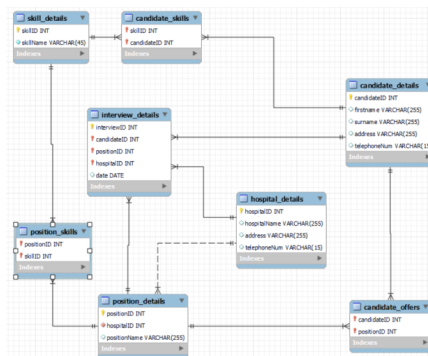 skill_details
skillID INT
skillName VARCHAR(45)
Indexes
candidate_skills
skillID INT
candidateID INT
Indexes
candidate_details
candidateID INT
firstname VARCHAR(255)
surname VARCHAR(255)
address VARCHAR(255)
telephoneNum VARCHAR(15
Indexes
interview_details
interviewID INT
candidateID INT
positionID INT
hospitalID INT
date DATE
Indexes
hospital_details
hospitalID INT
hospitalName VARCHAR(255)
address VARCHAR(255)
telephoneNum VARCHAR(15)
Indexes
position_skills
positionID INT
skillID INT
Indexes
position_details
positionID INT
hospitalID INT
positionName VARCHAR(255)
Indexes
candidate_offers
candidateID INT
positionID INT
Indexes